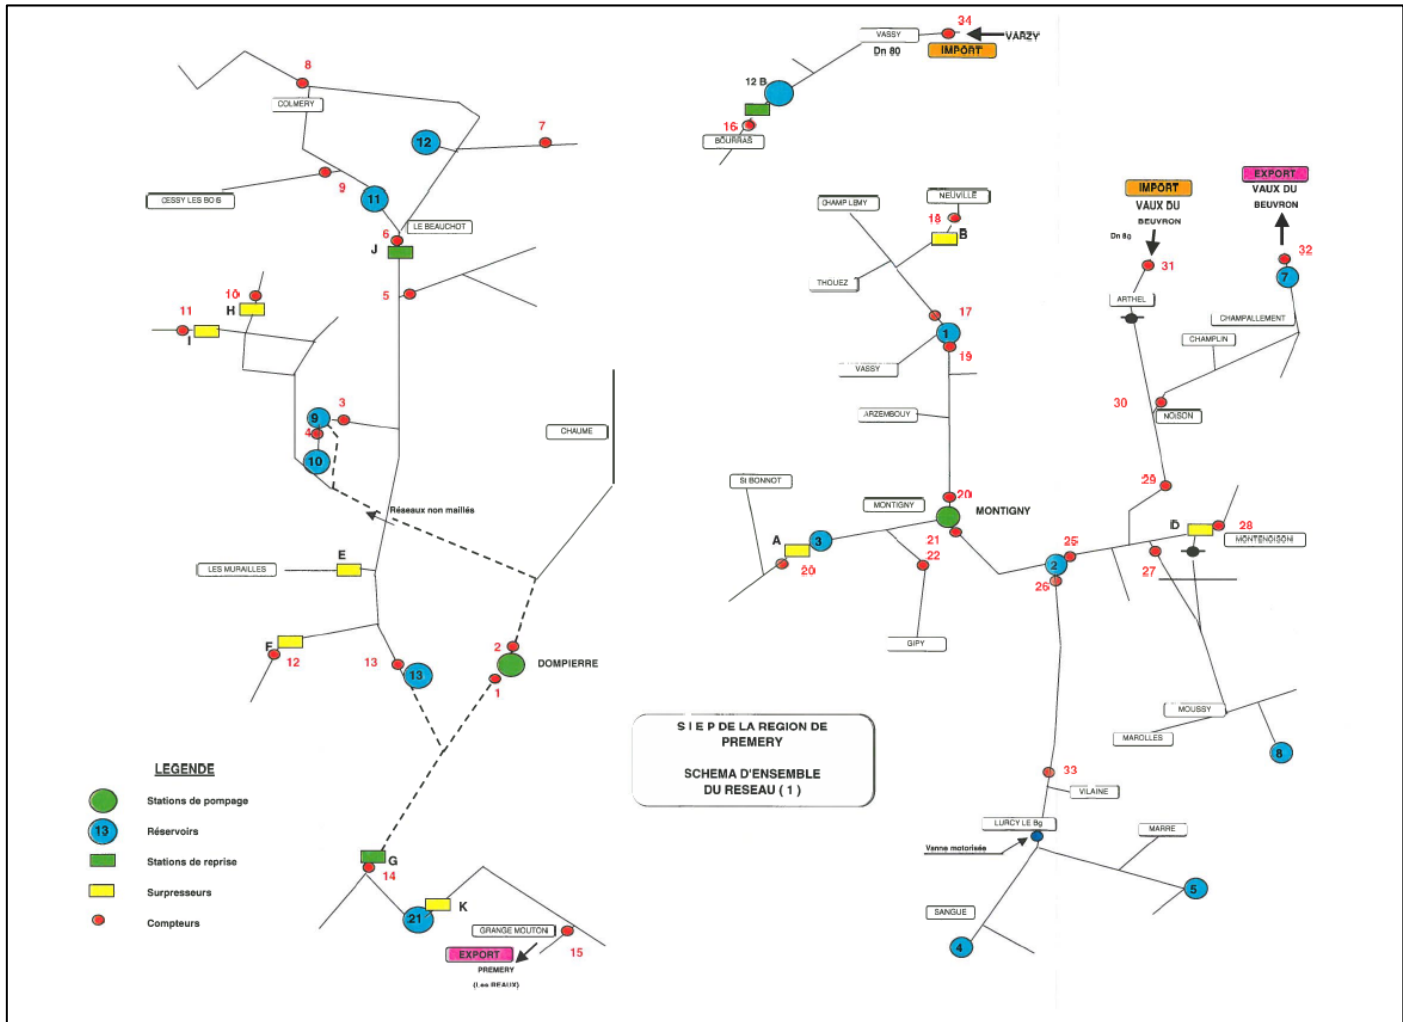 34
VASSY
VARZY
Dn 80
IMPORT
8
COLMERY
12 B
7
12
16
BOURRAS
9
CESSY LES BOIS
11
LE BEAUCHOT
6
J
5
10
H
11
I
3
9
4
10
CHAUME
Réseaux non maillés
E
LES MURAILLES
F
12
13
13
2
DOMPIERRE
1
NEUVILLE
CHAMP LEMY
18
B
THOUEZ
17
1
19
VASSY
ARZEMBOUY
IMPORT
VAUX DU
BEUVRON
EXPORT
VAUX DU
BEUVRON
31
32
7
ARTHEL
CHAMPALLEMENT
CHAMPLIN
30
NOISON
29
St BONNOT
MONTIGNY
20
MONTIGNY
A
3
20
21
22
GIPY
25
2
26
D
28
MONTENOISON
27
MOUSSY
MAROLLES
8
33
VILAINE
LURCY LE Bg
Vanne motorisée
MARRE
5
SANGUE
4
S I E P DE LA REGION DE
PREMERY
SCHEMA D'ENSEMBLE
DU RESEAU ( 1 )
LEGENDE
Stations de pompage
13
Réservoirs
Stations de reprise
Surpresseurs
Compteurs
G
14
21
K
GRANGE MOUTON
15
EXPORT
PREMERY
(Les BEAUX)